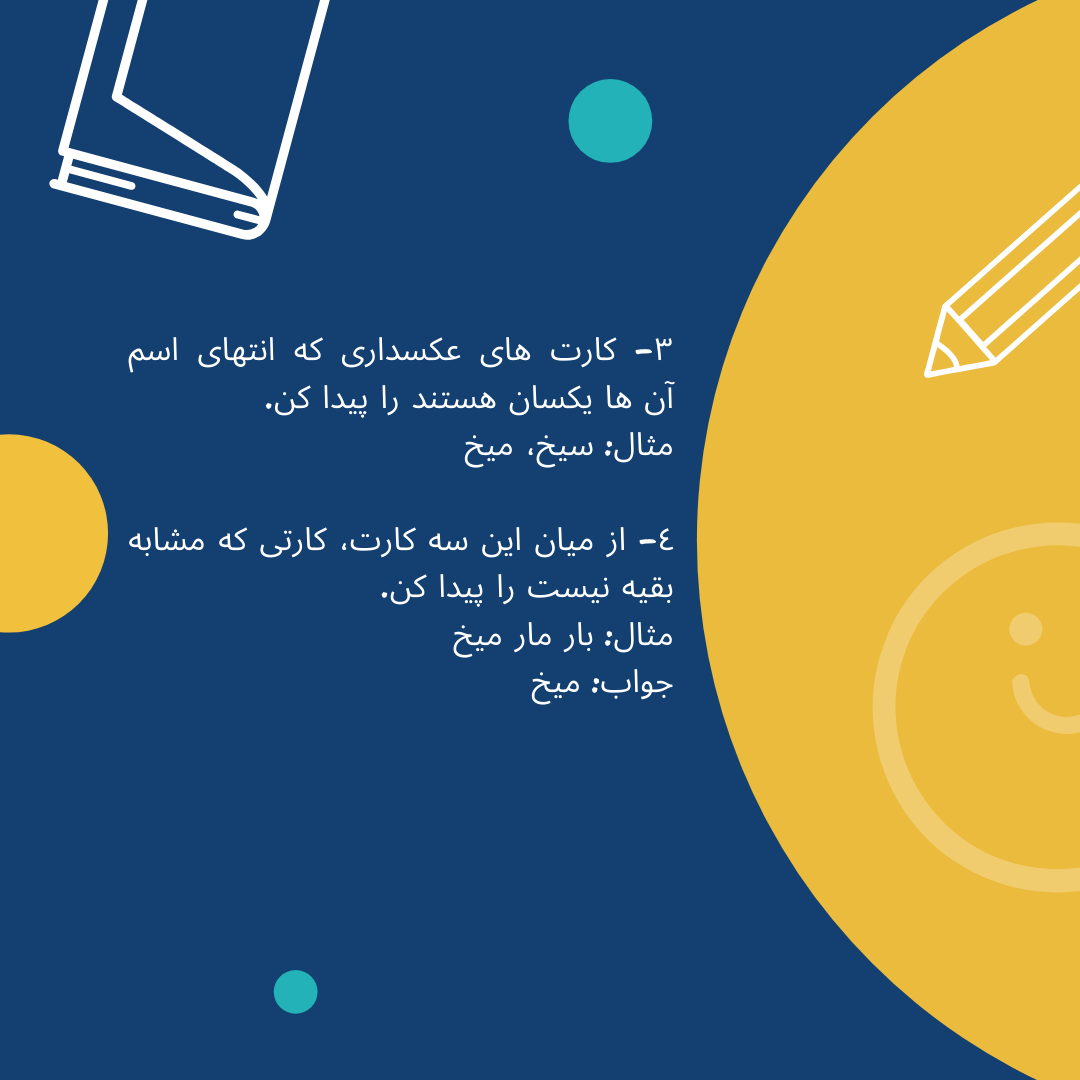 ۳- کارت های عکسداری که انتهای اسم
آن ها یکسان هستند را پیدا کن.
مثال: سیخ، میخ
٤- از میان این سه کارت، کارتی که مشابه
بقیه نیست را پیدا کن.
مثال: بار مار میخ
جواب: میخ